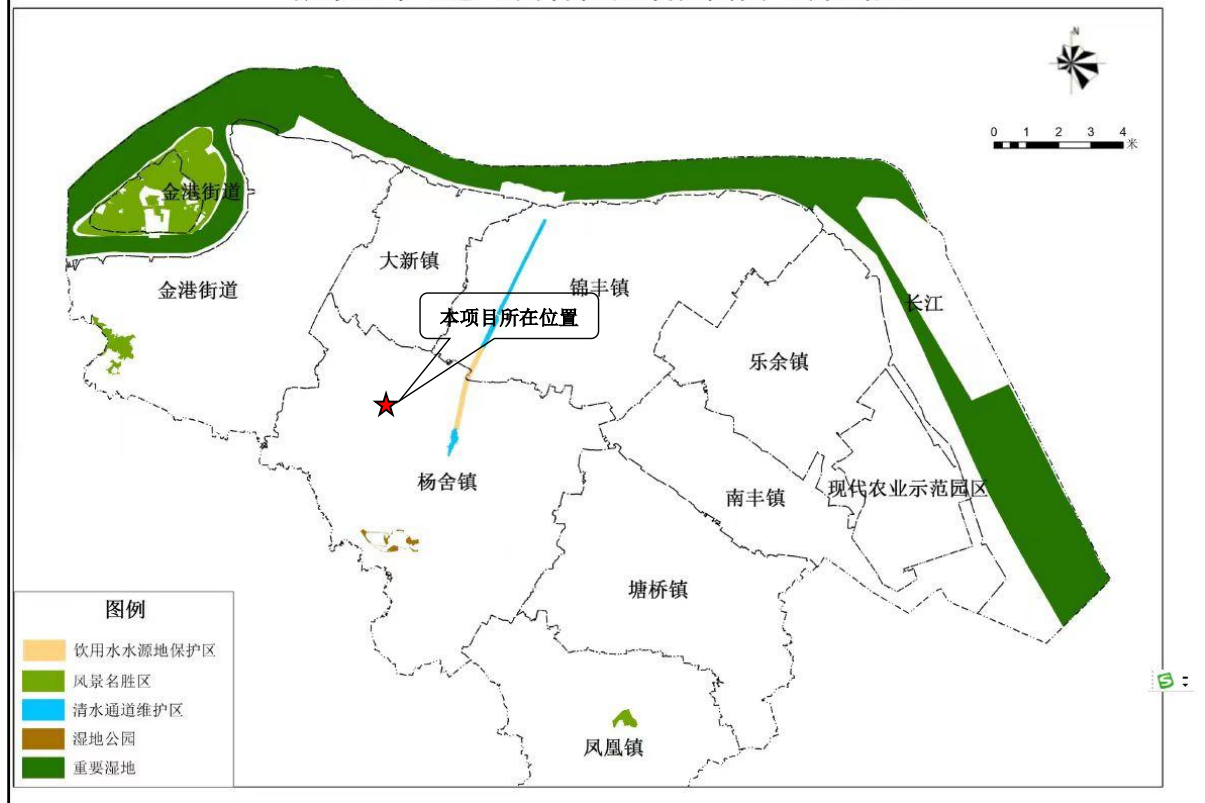 N
0 1 2 3 4
米
金港街道
大新镇
金港街道
锦丰镇
长江
本项目所在位置
乐余镇
杨舍镇
现代农业示范园区
南丰镇
塘桥镇
凤凰镇
图例
饮用水水源地保护区
风景名胜区
清水通道维护区
湿地公园
重要湿地
S